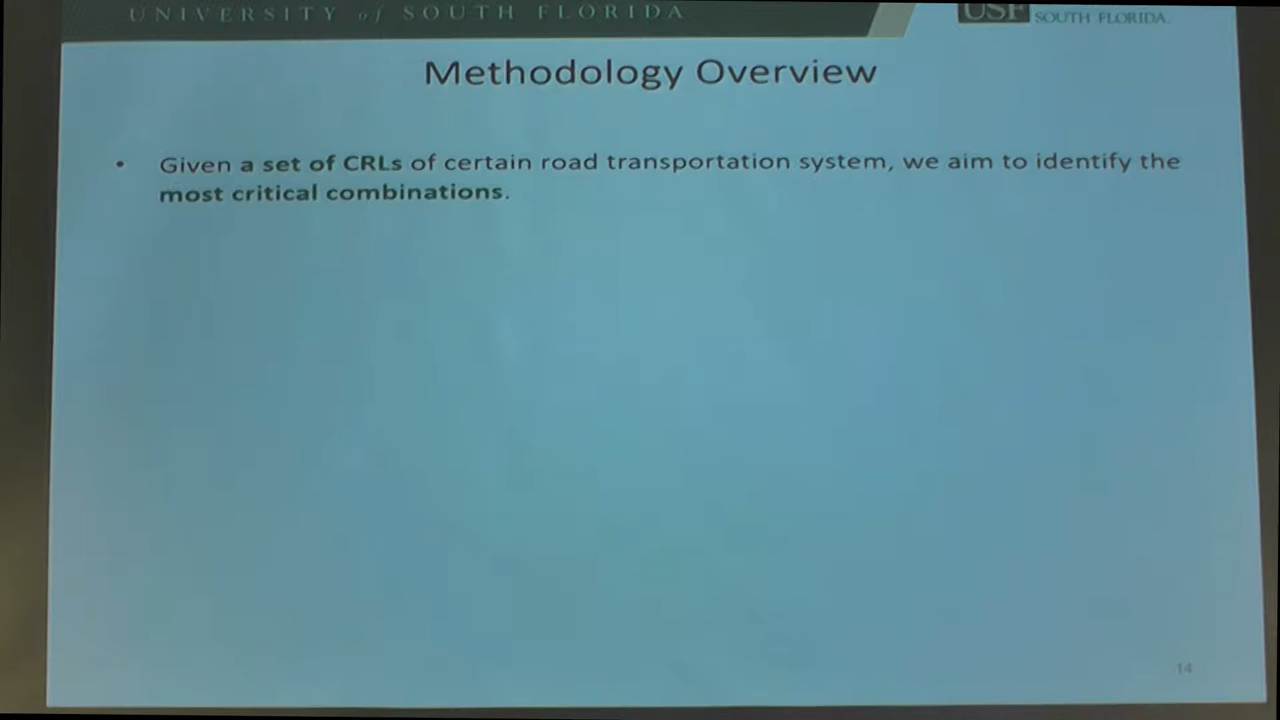 UNIVERSITY of SOUTH FLORIDA
USF SOUTH FLORIDA
Methodology Overview
• Given a set of CRLs of certain road transportation system, we aim to identify the
most critical combinations.
14